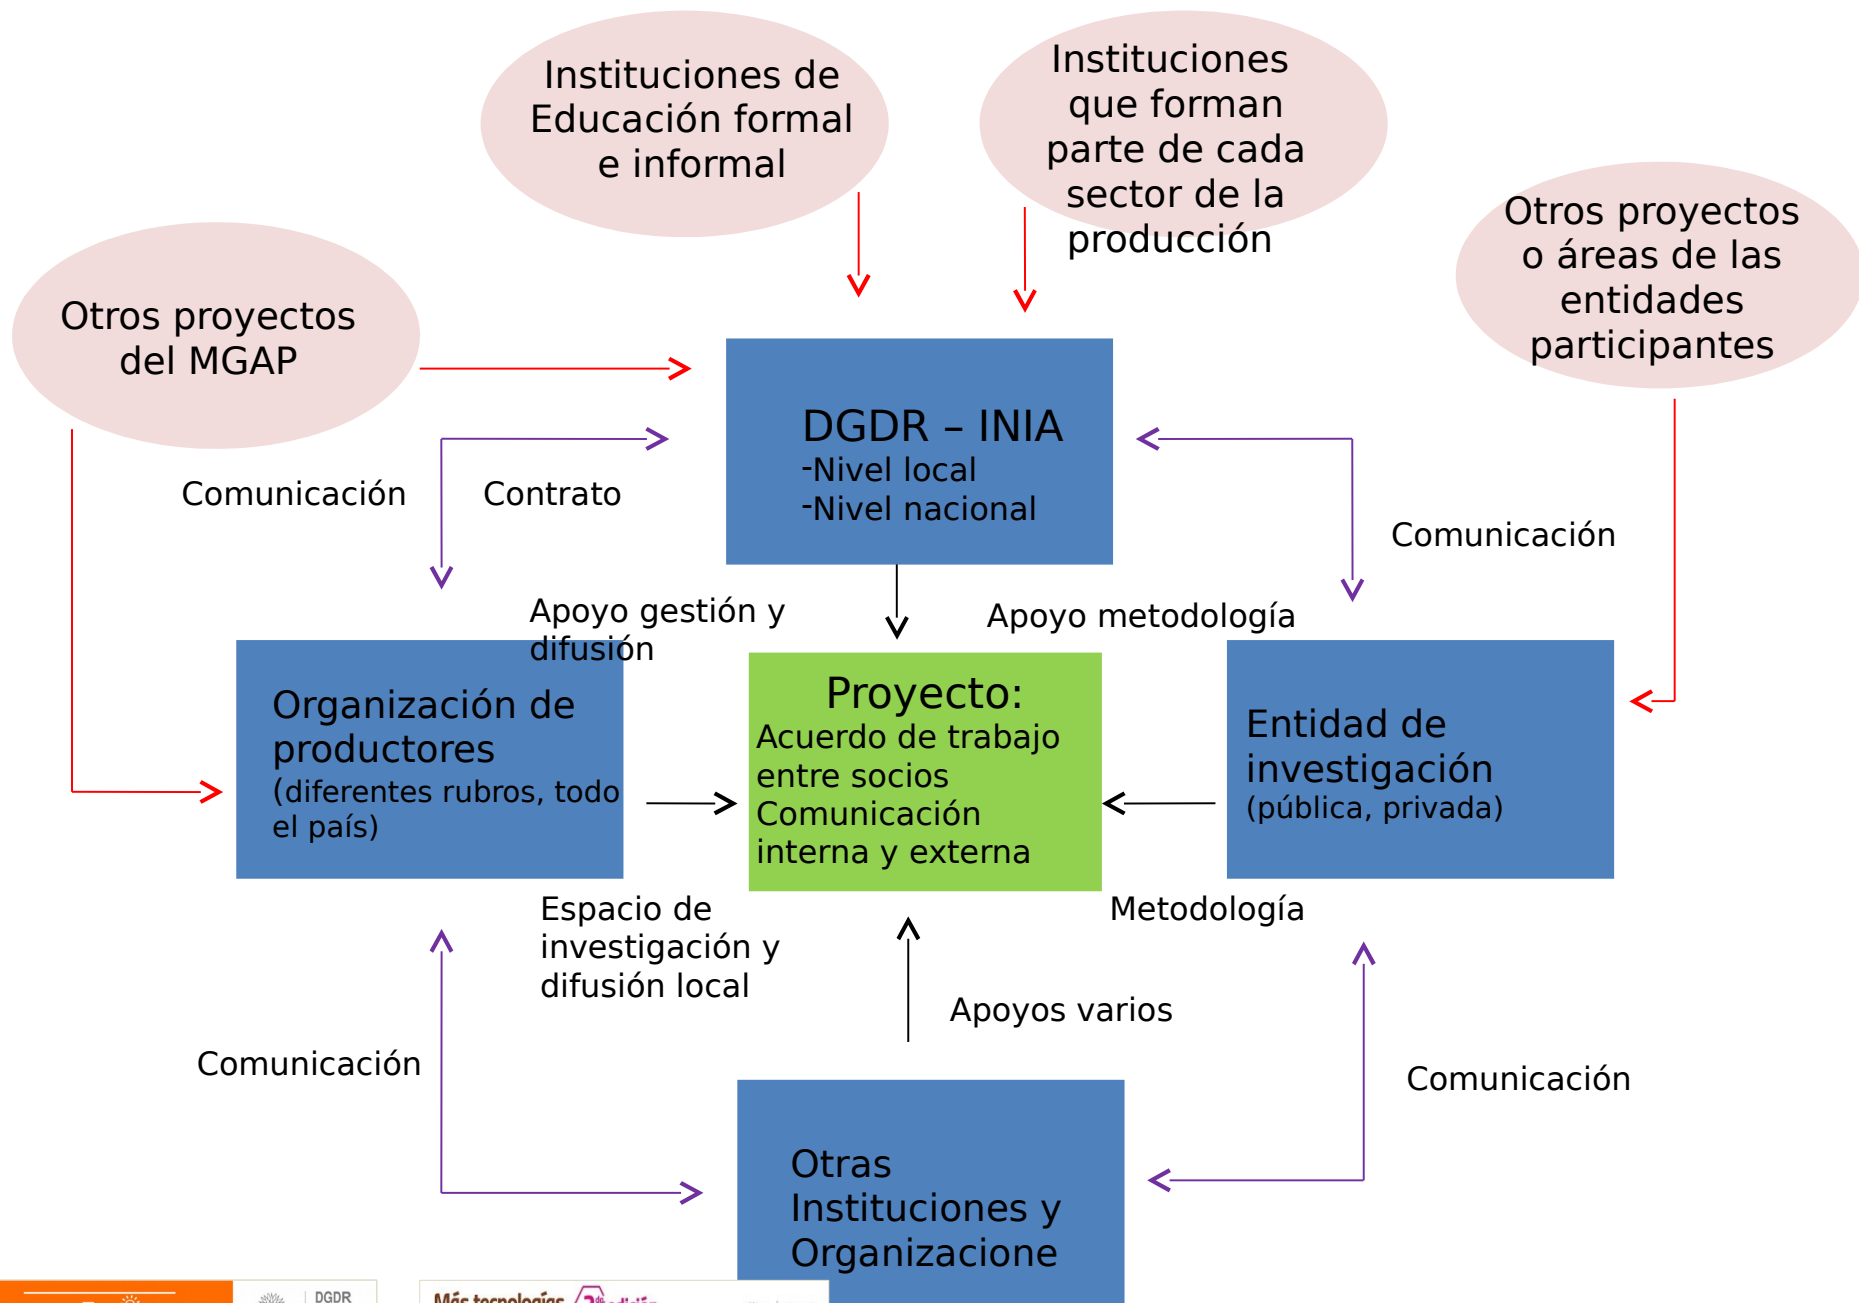 Instituciones de
Educación formal
e informal
Instituciones
que forman
parte de cada
sector de la
producción
Otros proyectos
o áreas de las
entidades
participantes
Otros proyectos
del MGAP
DGDR – INIA
-Nivel local
-Nivel nacional
Comunicación
Contrato
Comunicación
Apoyo gestión y
difusión
Apoyo metodología
Organización de
productores
(diferentes rubros, todo
el país)
Proyecto:
Acuerdo de trabajo
entre socios
Comunicación
interna y externa
Entidad de
investigación
(pública, privada)
Espacio de
investigación y
difusión local
Metodología
Apoyos varios
Comunicación
Comunicación
Otras
Instituciones y
Organizacione
DGDR
Más tecnologías 2da edición